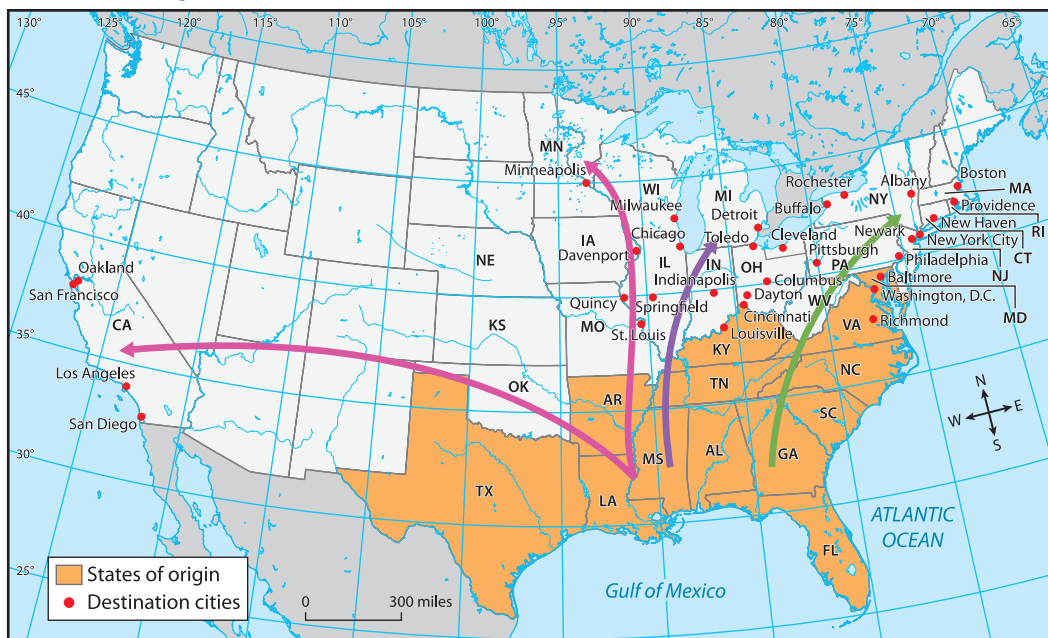 130°
125°
120°
115°
110°
105°
100°
95°
90°
85°
80°
75°
70°
65°
45°
40°
35°
30°
25°
MN
Minneapolis
WI
Milwaukee
MI
Detroit
Toledo
Chicago
Rochester
Buffalo
NY
Albany
Boston
MA
Providence
RI
New Haven
CT
Newark
New York City
Philadelphia
NJ
Cleveland
Pittsburgh
PA
Baltimore
Washington, D.C.
MD
IA
Davenport
IL
IN
Indianapolis
OH
Columbus
Dayton
Cincinnati
Louisville
WV
VA
Richmond
NE
Quincy
Springfield
KS
MO
St. Louis
KY
Oakland
San Francisco
CA
Los Angeles
San Diego
OK
AR
TN
NC
SC
MS
AL
GA
TX
LA
FL
N
W
E
S
ATLANTIC
OCEAN
Gulf of Mexico
States of origin
Destination cities
0 300 miles